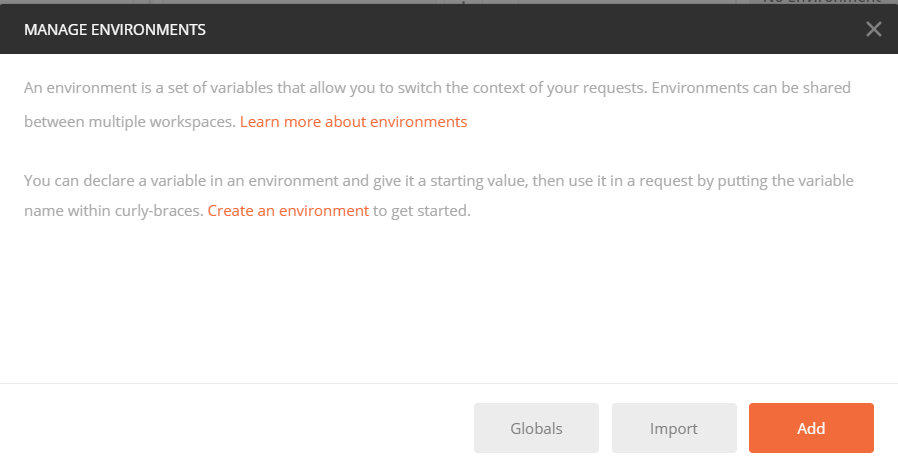 No Environment
MANAGE ENVIRONMENTS
An environment is a set of variables that allow you to switch the context of your requests. Environments can be shared
between multiple workspaces. Learn more about environments
You can declare a variable in an environment and give it a starting value, then use it in a request by putting the variable
name within curly-braces. Create an environment to get started.
Globals Import Add